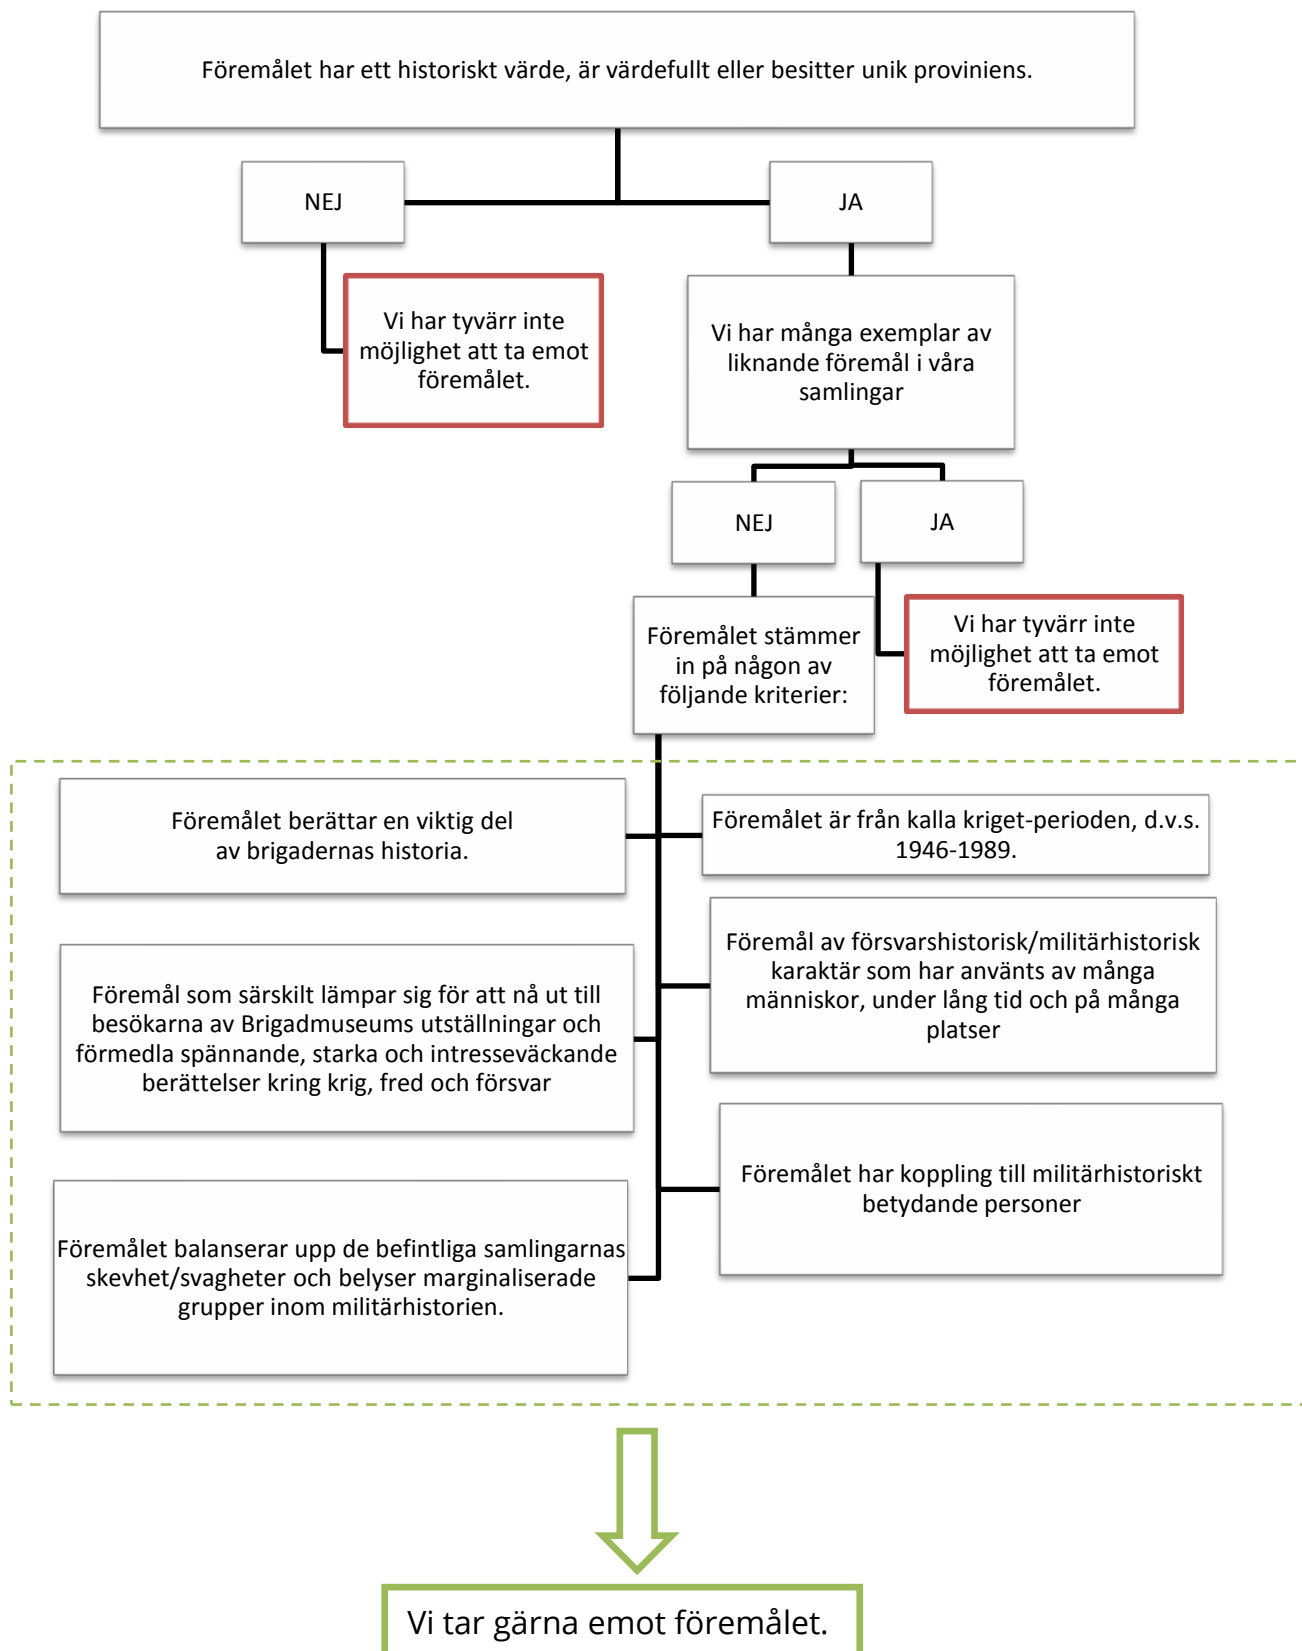 Föremålet har ett historiskt värde, är värdefullt eller besitter unik proviniens.
NEJ
JA
Vi har tyvärr inte
möjlighet att ta emot
föremålet.
Vi har många exemplar av
liknande föremål i våra
samlingar
NEJ
JA
Föremålet stämmer
in på någon av
följande kriterier:
Vi har tyvärr inte
möjlighet att ta emot
föremålet.
Föremålet berättar en viktig del
av brigadernas historia.
Föremålet är från kalla kriget-perioden, d.v.s.
1946-1989.
Föremål som särskilt lämpar sig för att nå ut till
besökarna av Brigadmuseums utställningar och
förmedla spännande, starka och intresseväckande
berättelser kring krig, fred och försvar
Föremål av försvarshistorisk/militärhistorisk
karaktär som har använts av många
människor, under lång tid och på många
platser
Föremålet har koppling till militärhistoriskt
betydande personer
Föremålet balanserar upp de befintliga samlingarnas
skevhet/svagheter och belyser marginaliserade
grupper inom militärhistorien.
Vi tar gärna emot föremålet.